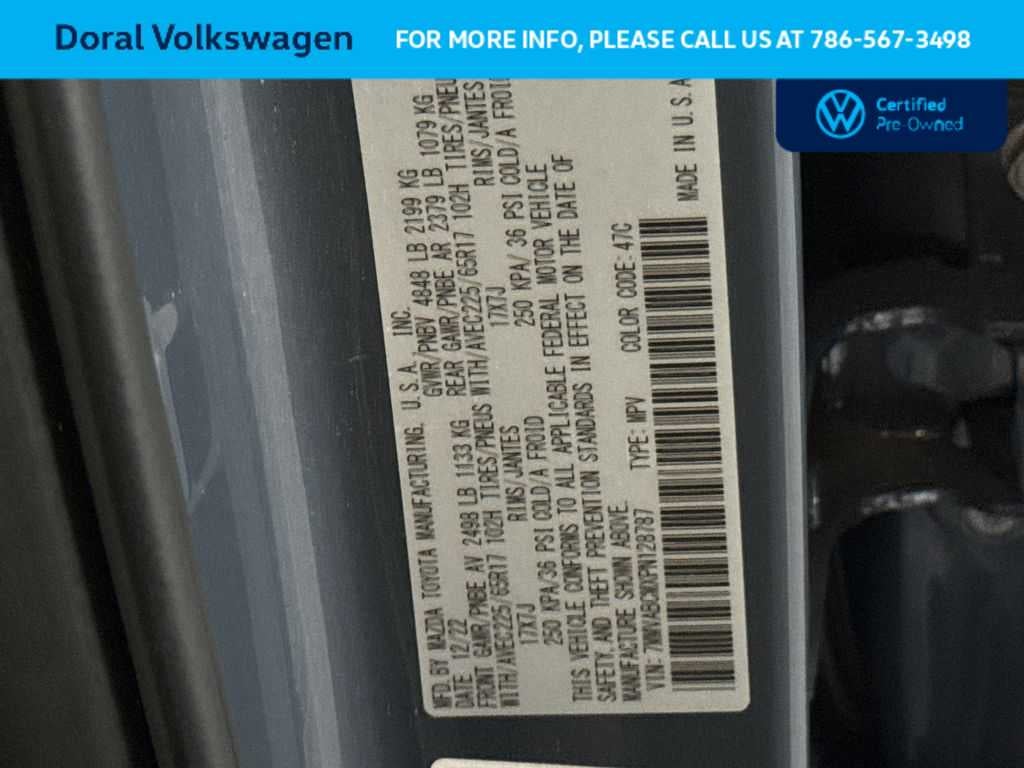 Doral Volkswagen
FOR MORE INFO, PLEASE CALL US AT 786-567-3498
Certified
Pre-Owned
MFD. BY MAZDA TOYOTA MANUFACTURING, U.S.A., INC.
DATE: 12/22 GVWR/PNBV 4848 LB 2199 KG
FRONT GAWR/PNBE AV 2498 LB 1133 KG REAR GAWR/PNBE AR 2379 LB 1079 KG
WITH/AVEC225/65R17 102H TIRES/PNEUS WITH/AVEC225/65R17 102H TIRES/PNEU
17X7J RIMS/JANTES 17X7J RIMS/JANTES
250 KPA/36 PSI COLD/A FROID 250 KPA/ 36 PSI COLD/A FROID
THIS VEHICLE CONFORMS TO ALL APPLICABLE FEDERAL MOTOR VEHICLE
SAFETY, AND THEFT PREVENTION STANDARDS IN EFFECT ON THE DATE OF
MANUFACTURE SHOWN ABOVE.
VIN: TYPE: MPV COLOR CODE: 47C
MADE IN U.S.A